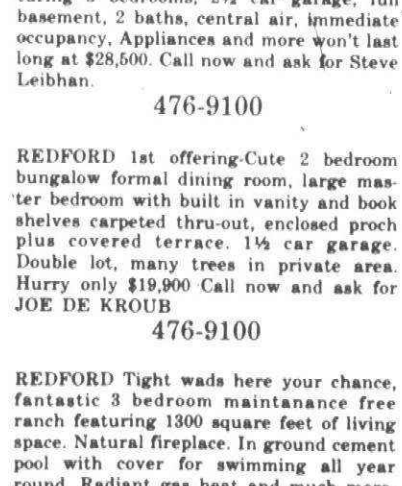 basement, 2 baths, central air, immediate
occupancy, Appliances and more won't last
long at $28,500. Call now and ask for Steve
Leibhan.
476-9100
REDFORD 1st offering-Cute 2 bedroom
bungalow formal dining room, large mas-
ter bedroom with built in vanity and book
shelves carpeted thru-out, enclosed proch
plus covered terrace. 1½ car garage.
Double lot, many trees in private area.
Hurry only $19,900 Call now and ask for
JOE DE KROUB
476-9100
REDFORD Tight wads here your chance,
fantastic 3 bedroom maintanance free
ranch featuring 1300 square feet of living
space. Natural fireplace. In ground cement
pool with cover for swimming all year
round. Radiant gas heat and much more